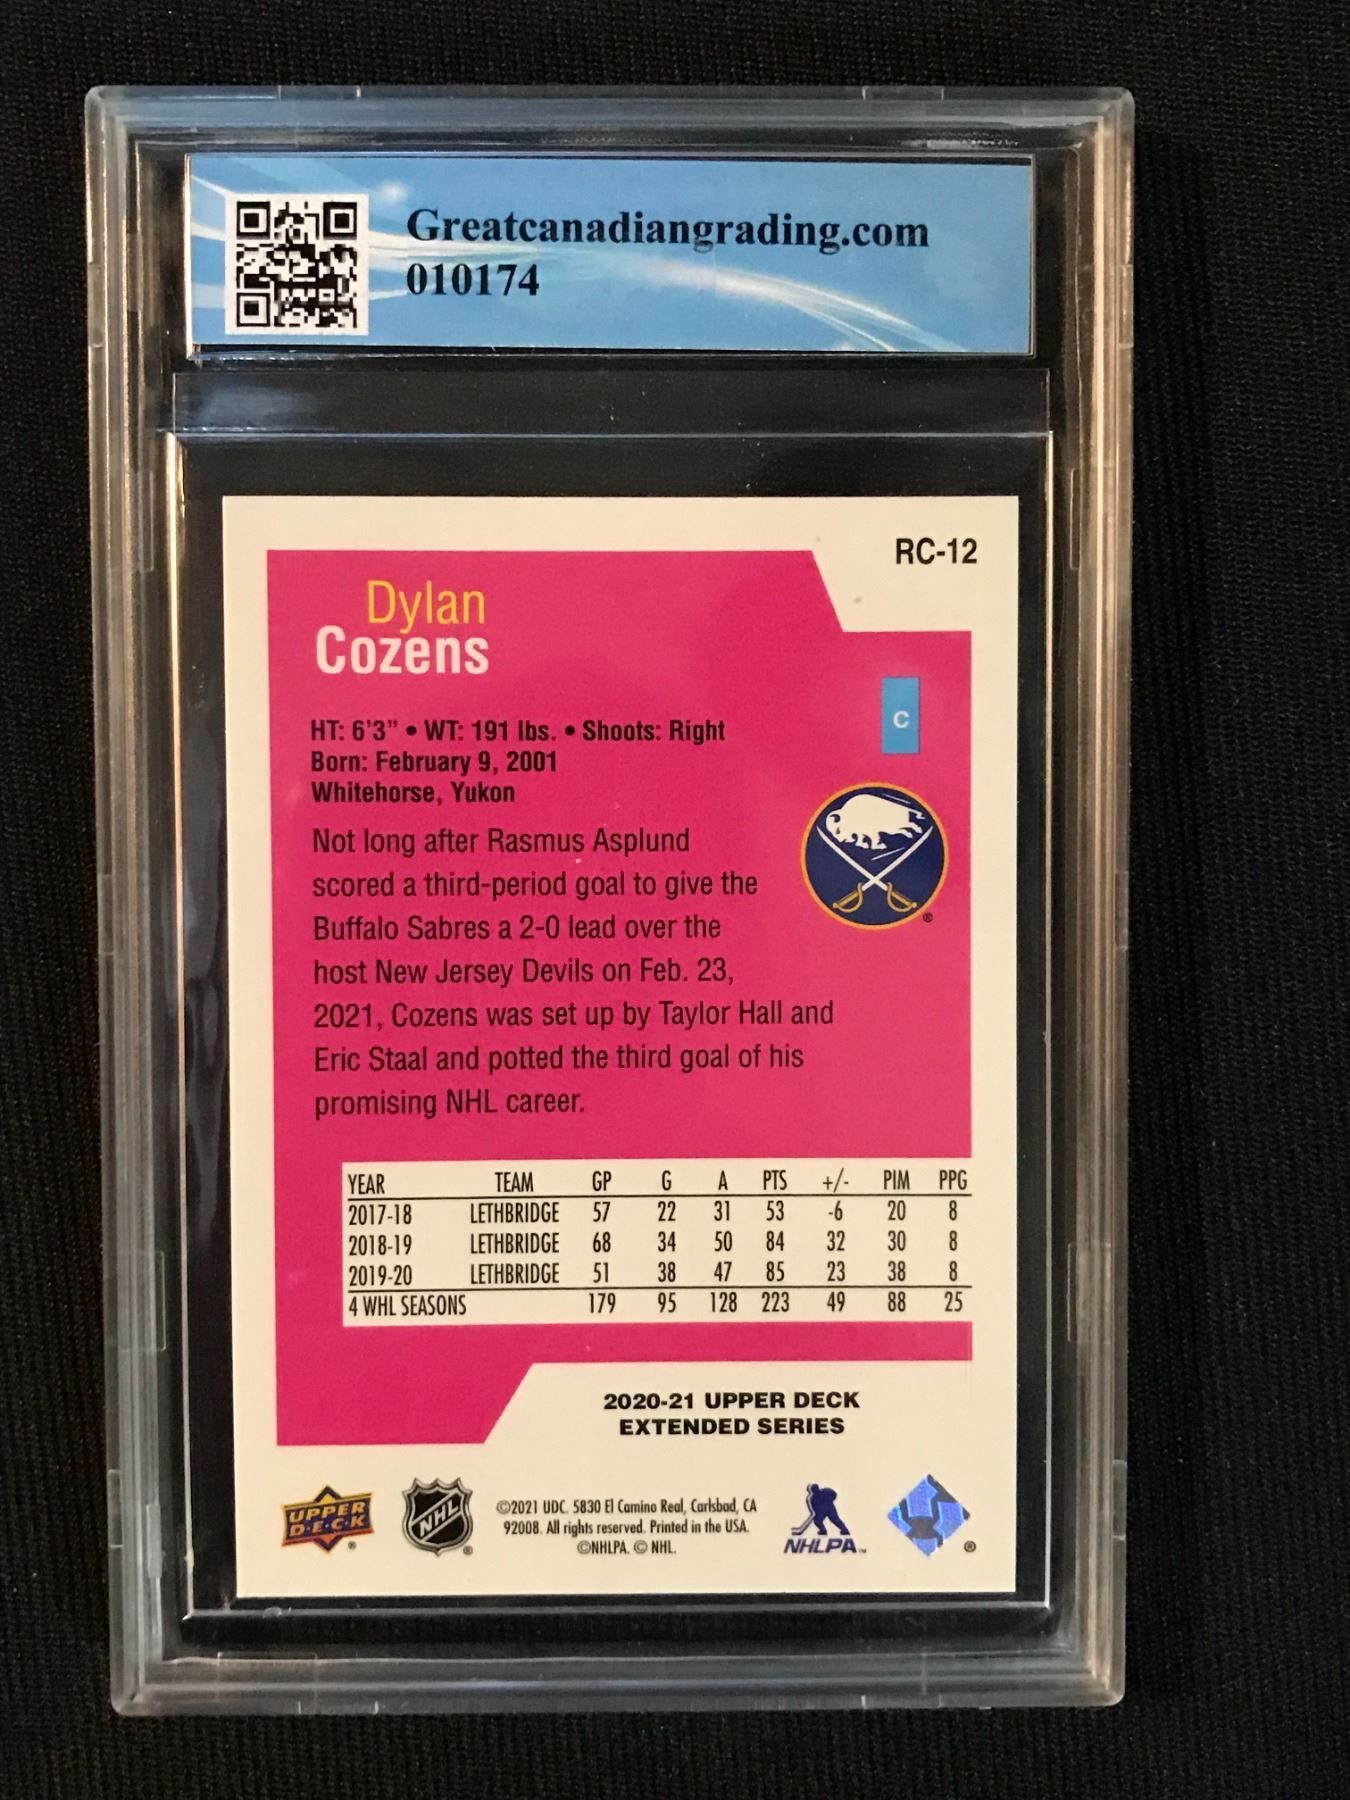 Greatcanadiangrading.com
010174
RC-12
Dylan
Cozens
C
HT: 6'3" • WT: 191 lbs. • Shoots: Right
Born: February 9, 2001
Whitehorse, Yukon
Not long after Rasmus Asplund
scored a third-period goal to give the
Buffalo Sabres a 2-0 lead over the
host New Jersey Devils on Feb. 23,
2021, Cozens was set up by Taylor Hall and
Eric Staal and potted the third goal of his
promising NHL career.
YEAR TEAM GP G A PTS +/- PIM PPG
2017-18 LETHBRIDGE 57 22 31 53 -6 20 8
2018-19 LETHBRIDGE 68 34 50 84 32 30 8
2019-20 LETHBRIDGE 51 38 47 85 23 38 8
4 WHL SEASONS 179 95 128 223 49 88 25
2020-21 UPPER DECK
EXTENDED SERIES
UPPER
D·E·C·K
®
NHL
®
©2021 UDC. 5830 El Camino Real, Carlsbad, CA
92008. All rights reserved. Printed in the USA.
©NHLPA. © NHL.
NHLPA™
®